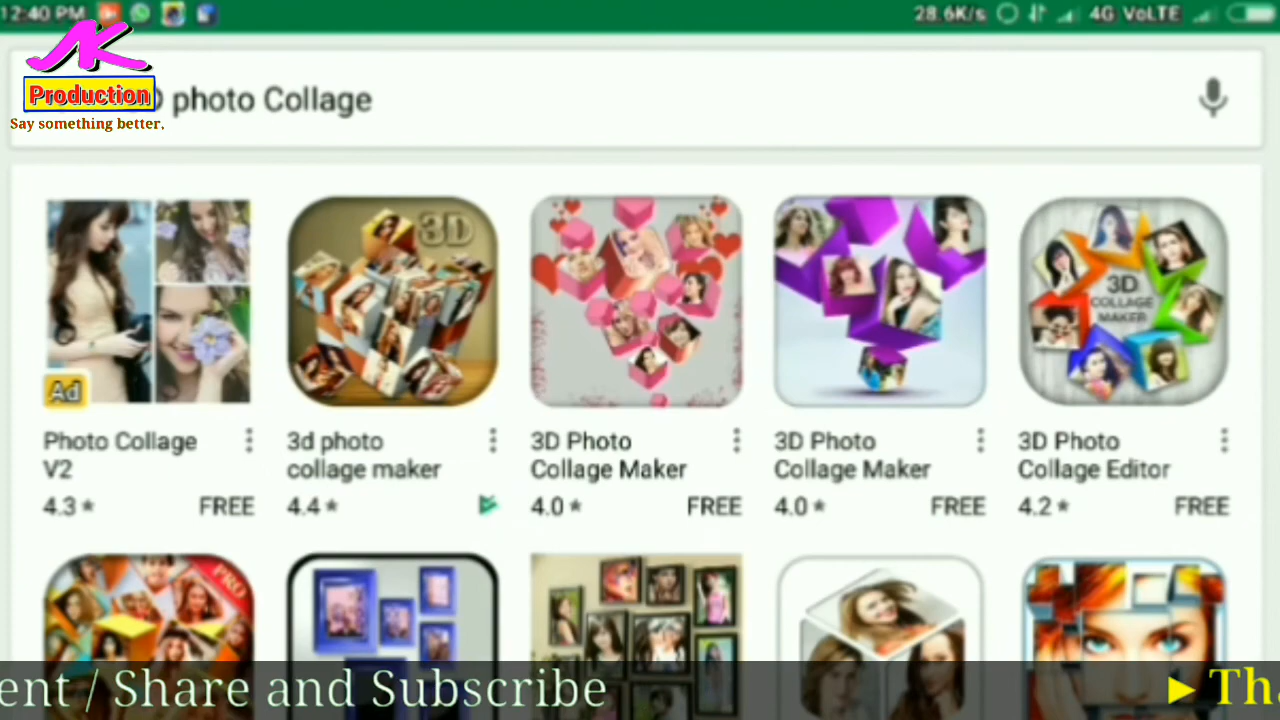 12:40 PM
28.6K/s 4G VoLTE
NK
Production
Say something better,
photo Collage
3D
3D
COLLAGE
MAKER
Ad
Photo Collage
V2
4.3 ★ FREE
3d photo
collage maker
4.4 ★
3D Photo
Collage Maker
4.0 ★ FREE
3D Photo
Collage Maker
4.0 ★ FREE
3D Photo
Collage Editor
4.2 ★ FREE
PRO
ent / Share and Subscribe
► Tha